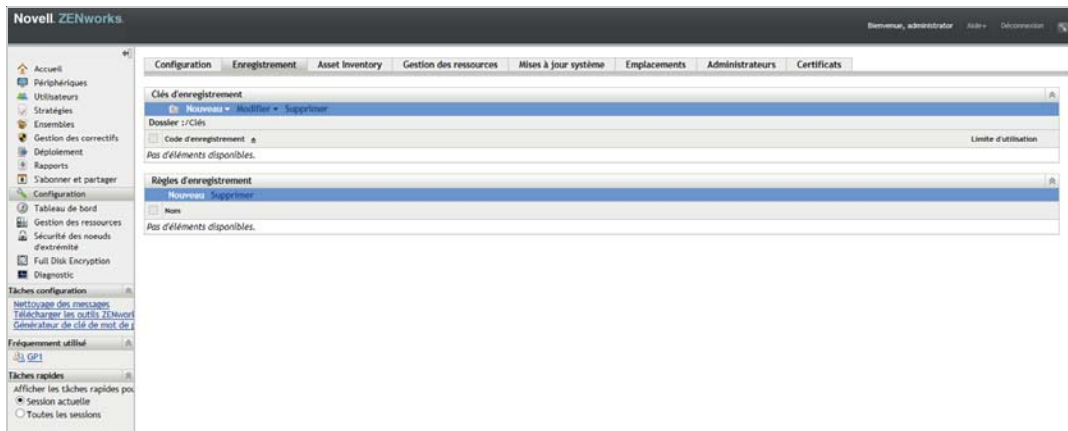 Novell ZENworks
Bienvenue, administrator Aide Déconnexion
Accueil
Périphériques
Utilisateurs
Stratégies
Ensembles
Gestion des correctifs
Déploiement
Rapports
S'abonner et partager
Configuration
Tableau de bord
Gestion des ressources
Sécurité des noeuds
d'extrémité
Full Disk Encryption
Diagnostic
Tâches configuration
Nettoyage des messages
Télécharger les outils ZENwor
Générateur de clé de mot de p
Fréquemment utilisé
GP1
Tâches rapides
Afficher les tâches rapides pou
Session actuelle
Toutes les sessions
Configuration Enregistrement Asset Inventory Gestion des ressources Mises à jour système Emplacements Administrateurs Certificats
Clés d'enregistrement
Nouveau Modifier Supprimer
Dossier :/Clés
Code d'enregistrement Limite d'utilisation
Pas d'éléments disponibles.
Règles d'enregistrement
Nouveau Supprimer
Nom
Pas d'éléments disponibles.